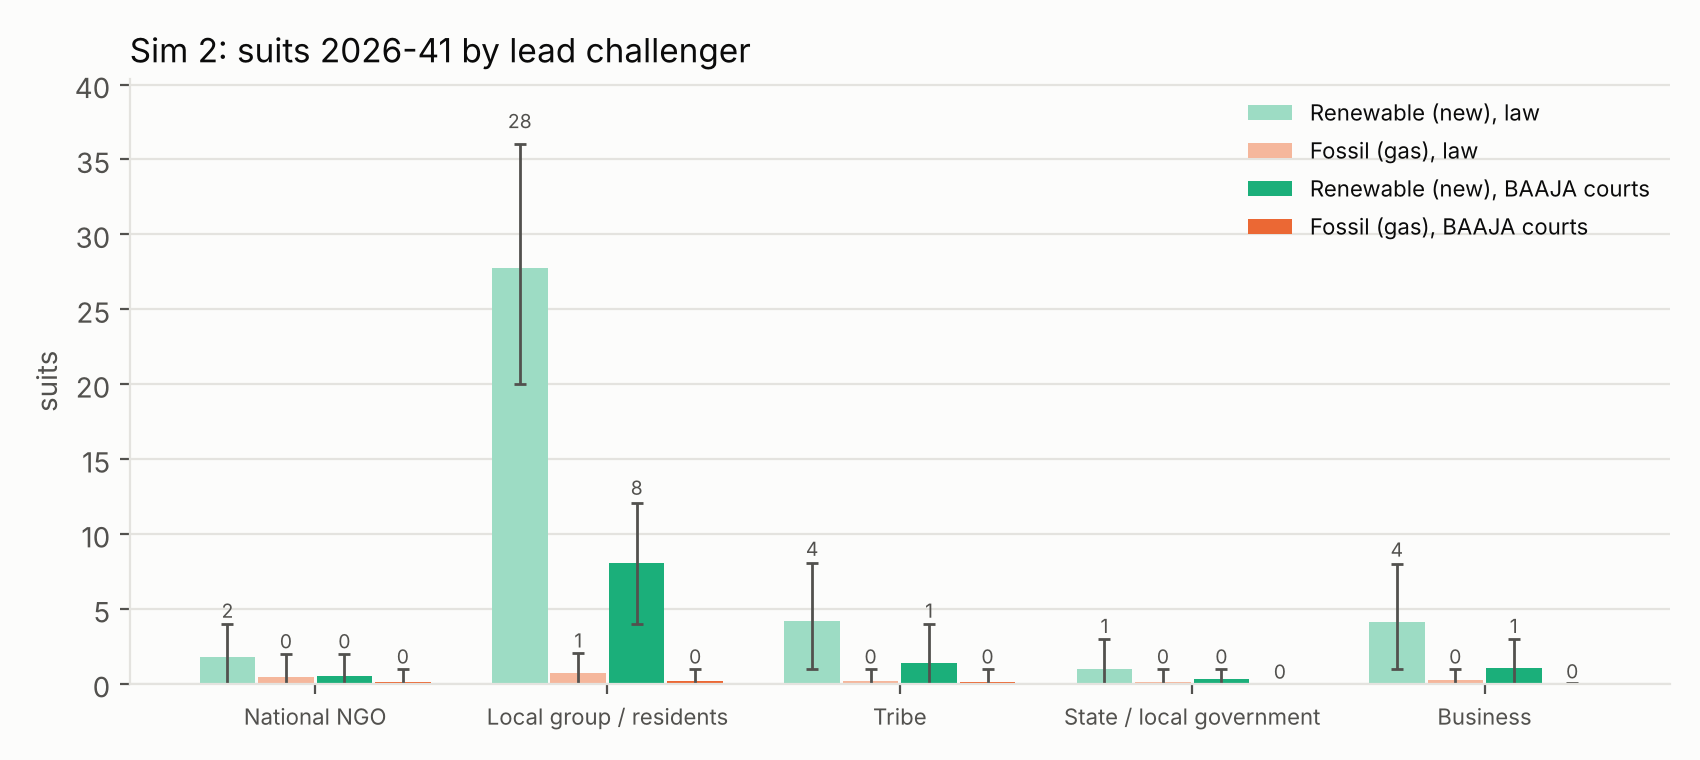 Sim 2: suits 2026-41 by lead challenger
40
35
30
25
20
15
10
5
0
suits
Renewable (new), law
Fossil (gas), law
Renewable (new), BAAJA courts
Fossil (gas), BAAJA courts
2
0
0
0
28
1
8
0
4
0
1
0
1
0
0
0
4
0
1
0
National NGO
Local group / residents
Tribe
State / local government
Business